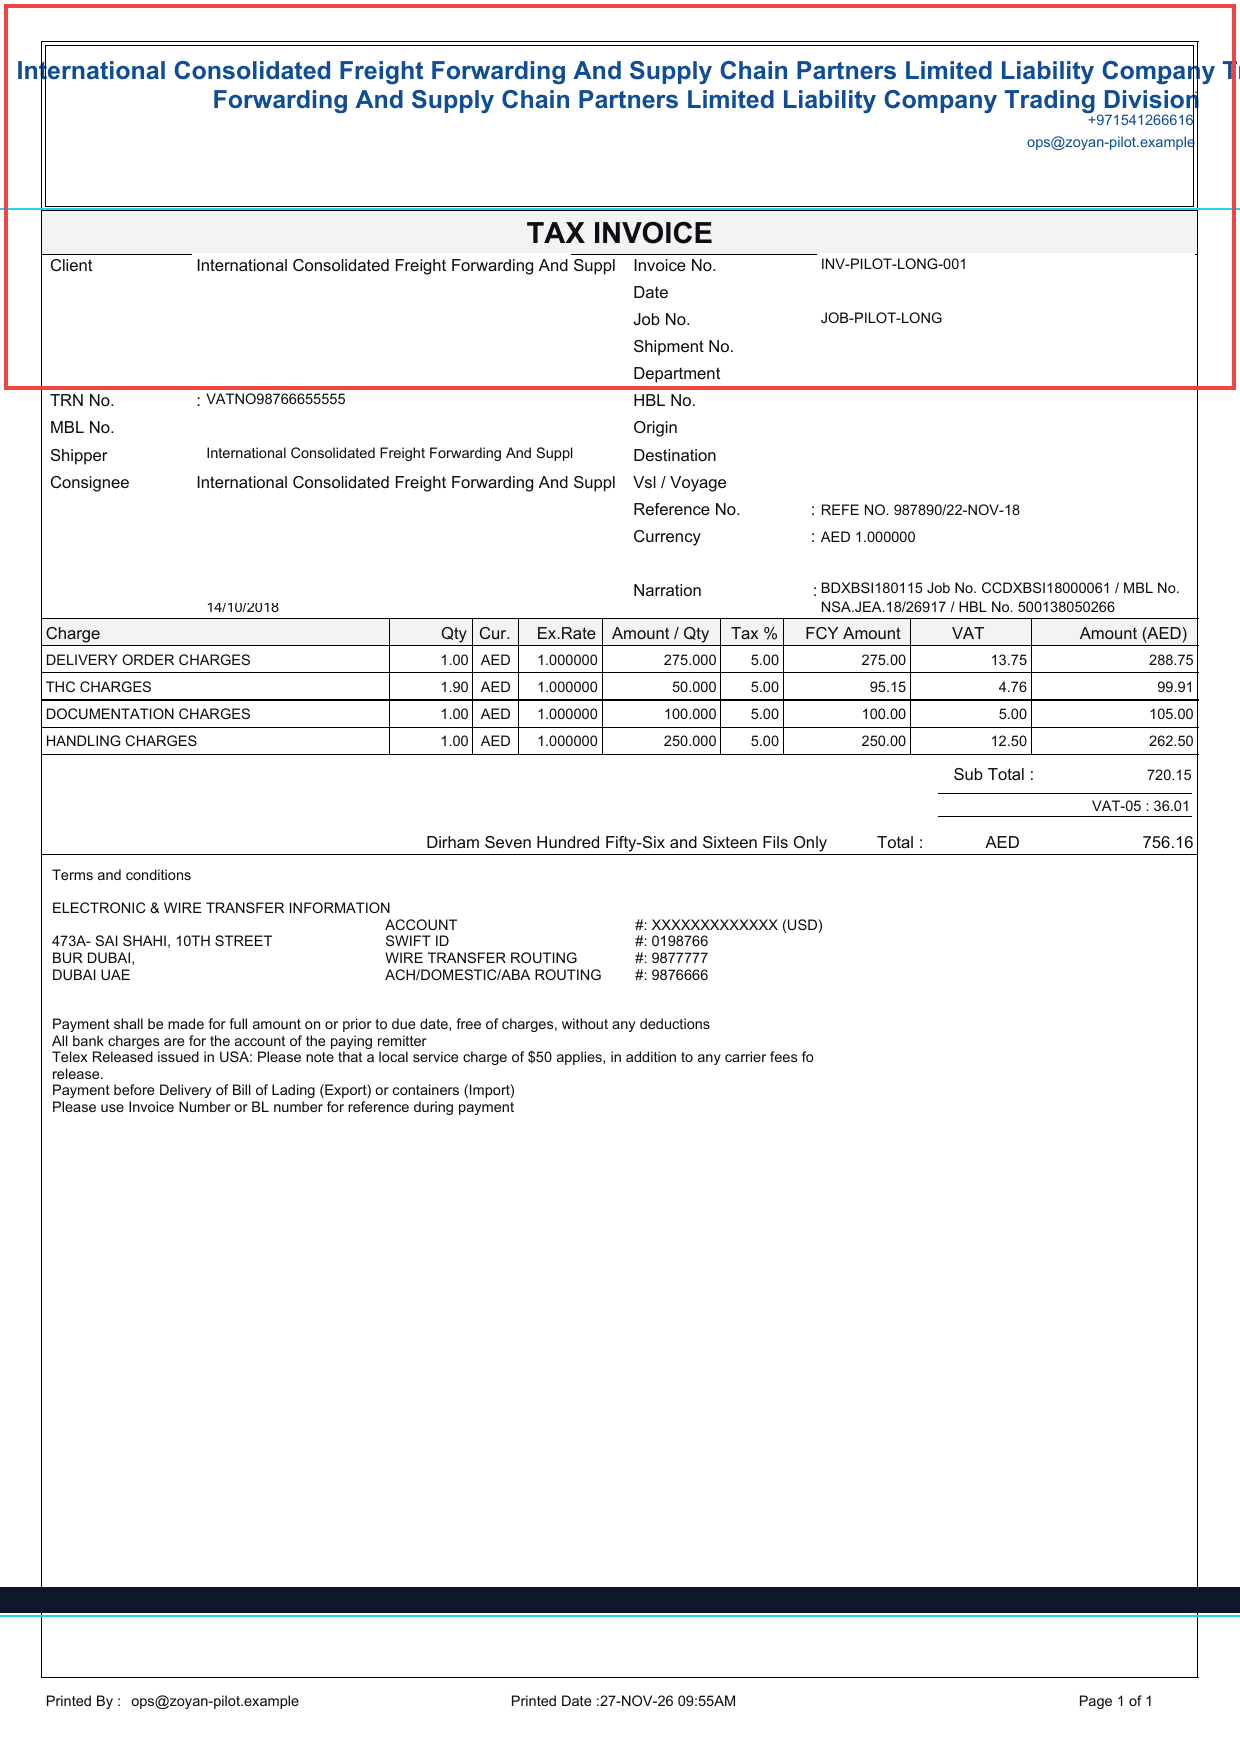 International Consolidated Freight Forwarding And Supply Chain Partners Limited Liability Company
Forwarding And Supply Chain Partners Limited Liability Company Trading Division
+971541266616
ops@zoyan-pilot.example
TAX INVOICE
Client International Consolidated Freight Forwarding And Suppl Invoice No. INV-PILOT-LONG-001
Date
Job No. JOB-PILOT-LONG
Shipment No.
Department
TRN No. : VATNO98766655555 HBL No.
MBL No. Origin
Shipper International Consolidated Freight Forwarding And Suppl Destination
Consignee International Consolidated Freight Forwarding And Suppl Vsl / Voyage
Reference No. : REFE NO. 987890/22-NOV-18
Currency : AED 1.000000
Narration : BDXBSI180115 Job No. CCDXBSI18000061 / MBL No.
14/10/2018 NSA.JEA.18/26917 / HBL No. 500138050266
Charge Qty Cur. Ex.Rate Amount / Qty Tax % FCY Amount VAT Amount (AED)
DELIVERY ORDER CHARGES 1.00 AED 1.000000 275.000 5.00 275.00 13.75 288.75
THC CHARGES 1.90 AED 1.000000 50.000 5.00 95.15 4.76 99.91
DOCUMENTATION CHARGES 1.00 AED 1.000000 100.000 5.00 100.00 5.00 105.00
HANDLING CHARGES 1.00 AED 1.000000 250.000 5.00 250.00 12.50 262.50
Sub Total : 720.15
VAT-05 : 36.01
Dirham Seven Hundred Fifty-Six and Sixteen Fils Only Total : AED 756.16
Terms and conditions
ELECTRONIC & WIRE TRANSFER INFORMATION
ACCOUNT #: XXXXXXXXXXXXX (USD)
473A- SAI SHAHI, 10TH STREET SWIFT ID #: 0198766
BUR DUBAI, WIRE TRANSFER ROUTING #: 9877777
DUBAI UAE ACH/DOMESTIC/ABA ROUTING #: 9876666
Payment shall be made for full amount on or prior to due date, free of charges, without any deductions
All bank charges are for the account of the paying remitter
Telex Released issued in USA: Please note that a local service charge of $50 applies, in addition to any carrier fees fo
release.
Payment before Delivery of Bill of Lading (Export) or containers (Import)
Please use Invoice Number or BL number for reference during payment
Printed By : ops@zoyan-pilot.example Printed Date :27-NOV-26 09:55AM Page 1 of 1